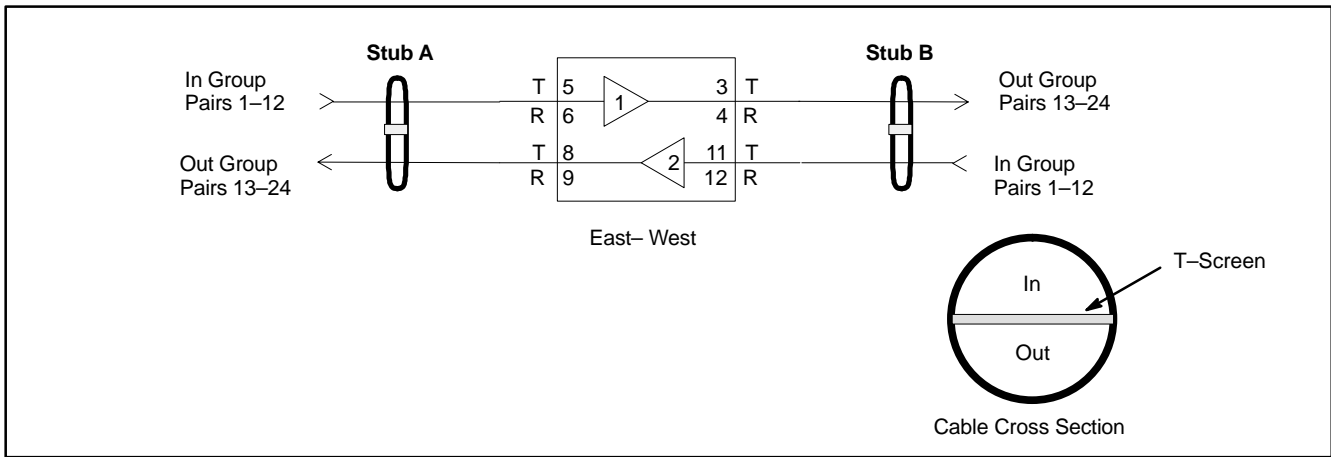 Stub A
Stub B
In Group
Pairs 1–12
T 5
R 6
1
3 T
4 R
Out Group
Pairs 13–24
Out Group
Pairs 13–24
T 8
R 9
2
11 T
12 R
In Group
Pairs 1–12
East– West
T–Screen
In
Out
Cable Cross Section